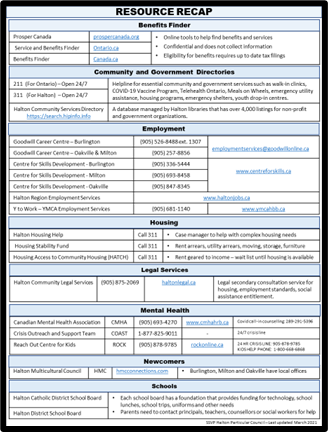 RESOURCE RECAP
Benefits Finder
Prosper Canada prospercanada.org
Service and Benefits Finder Ontario.ca
Benefits Finder Canada.ca
• Online tools to help find benefits and services
• Confidential and does not collect information
• Eligibility for benefits requires up to date tax filings
Community and Government Directories
211 (For Ontario) – Open 24/7
311 (For Halton) – Open 24/7
Helpline for essential community and government services such as walk-in clinics,
COVID-19 Vaccine Program, Telehealth Ontario, Meals on Wheels, emergency utility
assistance, housing programs, emergency shelters, youth drop-in centres.
Halton Community Services Directory
https://search.hipinfo.info
A database managed by Halton libraries that has over 4,000 listings for non-profit
and government organizations.
Employment
Goodwill Career Centre – Burlington (905) 526-8488 ext. 1307
Goodwill Career Centre – Oakville & Milton (905) 257-8856
employmentservices@goodwillonline.ca
Centre for Skills Development - Burlington (905) 336-5444
Centre for Skills Development - Milton (905) 693-8458
Centre for Skills Development - Oakville (905) 847-8345
www.centreforskills.ca
Halton Region Employment Services www.haltonjobs.ca
Y to Work – YMCA Employment Services (905) 681-1140 www.ymcahbb.ca
Housing
Halton Housing Help Call 311 • Case manager to help with complex housing needs
Housing Stability Fund Call 311 • Rent arrears, utility arrears, moving, storage, furniture
Housing Access to Community Housing (HATCH) Call 311 • Rent geared to income – wait list until housing is available
Legal Services
Halton Community Legal Services (905) 875-2069 haltonlegal.ca
Legal secondary consultation service for
housing, employment standards, social
assistance entitlement.
Mental Health
Canadian Mental Health Association CMHA (905) 693-4270 www.cmhahrb.ca Covid call-in counselling: 289-291-5396
Crisis Outreach and Support Team COAST 1-877-825-9011 - 24/7 crisis line
Reach Out Centre for Kids ROCK (905) 878-9785 rockonline.ca
24 HR CRISIS LINE: 905-878-9785
KIDS HELP PHONE: 1-800-668-6868
Newcomers
Halton Multicultural Council HMC hmcconnections.com • Burlington, Milton and Oakville have local offices
Schools
Halton Catholic District School Board
Halton District School Board
• Each school board has a foundation that provides funding for technology, school
lunches, school trips, uniforms and other needs
• Parents need to contact principals, teachers, counsellors or social workers for help
SSVP Halton Particular Council – Last updated March 2021